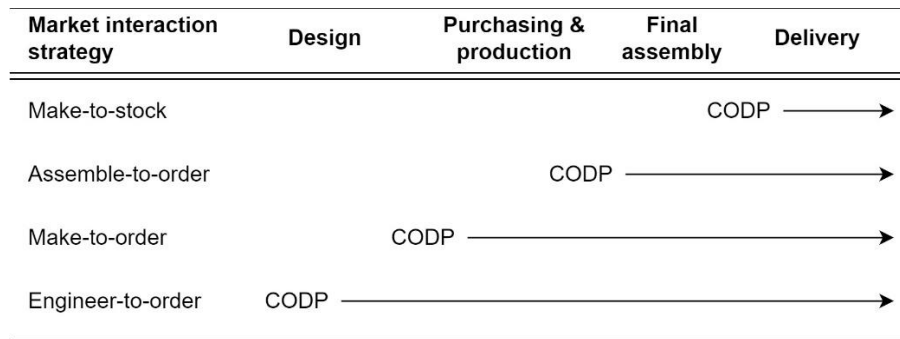 Market interaction
strategy
Design
Purchasing &
production
Final
assembly
Delivery
Make-to-stock
CODP
Assemble-to-order
CODP
Make-to-order
CODP
Engineer-to-order
CODP